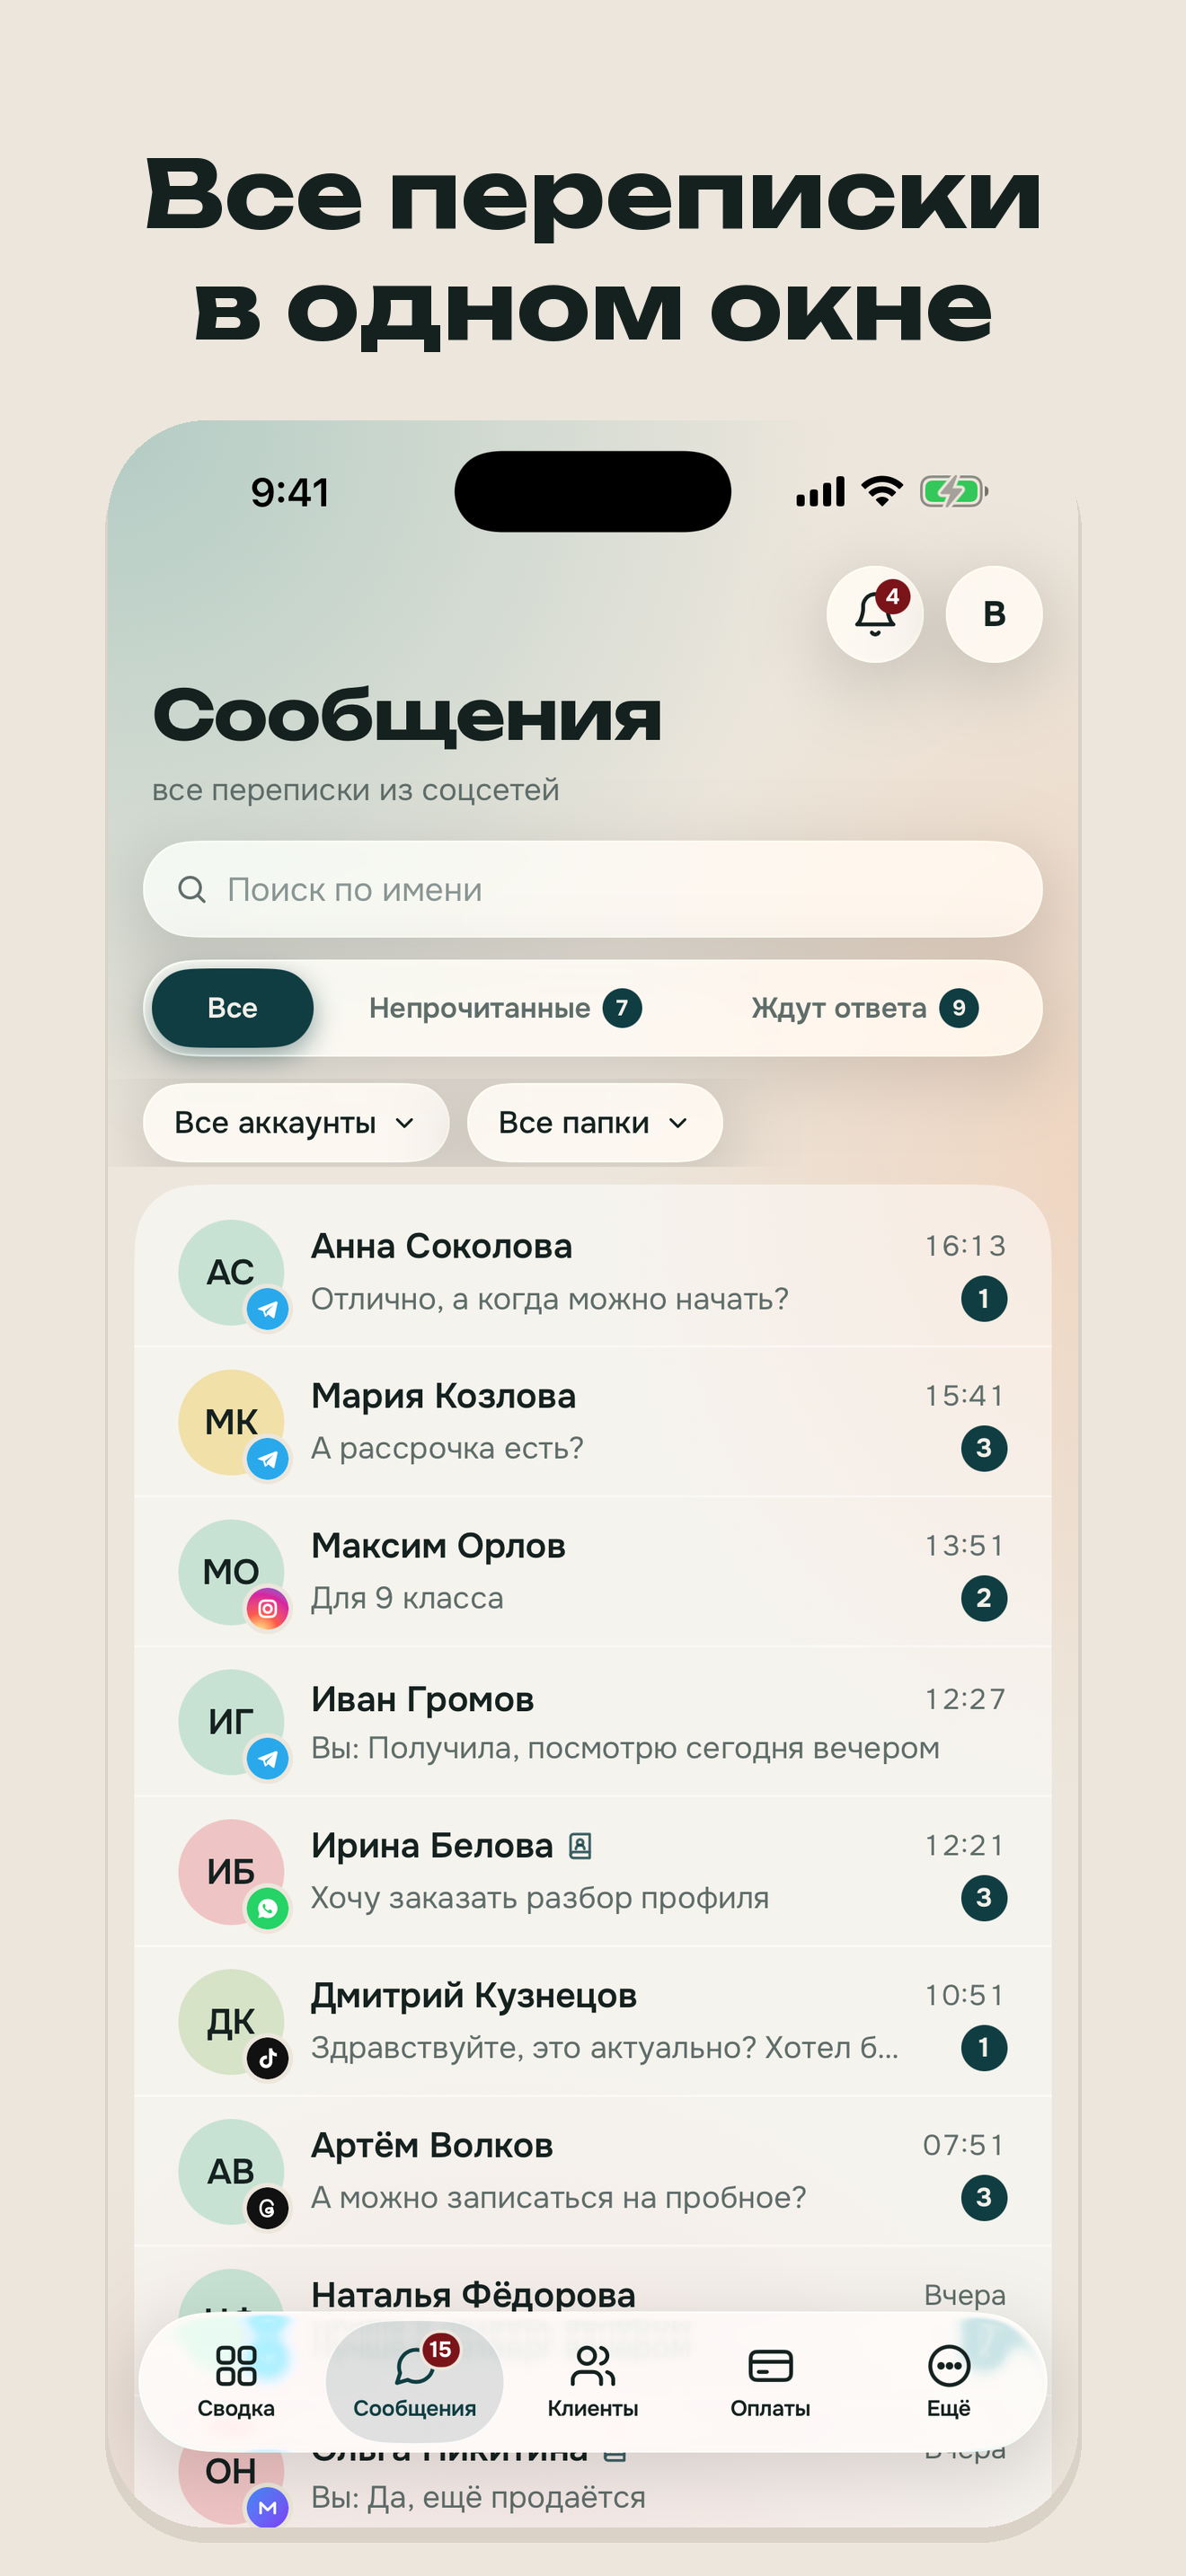 Все переписки
в одном окне
9:41
4
B
Сообщения
все переписки из соцсетей
Поиск по имени
Все
Непрочитанные 7
Ждут ответа 9
Все аккаунты
Все папки
АС
Анна Соколова
16:13
Отлично, а когда можно начать?
1
МК
Мария Козлова
15:41
А рассрочка есть?
3
МО
Максим Орлов
13:51
Для 9 класса
2
ИГ
Иван Громов
12:27
Вы: Получила, посмотрю сегодня вечером
ИБ
Ирина Белова
12:21
Хочу заказать разбор профиля
3
ДК
Дмитрий Кузнецов
10:51
Здравствуйте, это актуально? Хотел б...
1
АВ
Артём Волков
07:51
А можно записаться на пробное?
3
Наталья Фёдорова
Вчера
15
Сводка
Сообщения
Клиенты
Оплаты
Ещё
ОН
Ольга Никитина
Вчера
Вы: Да, ещё продаётся